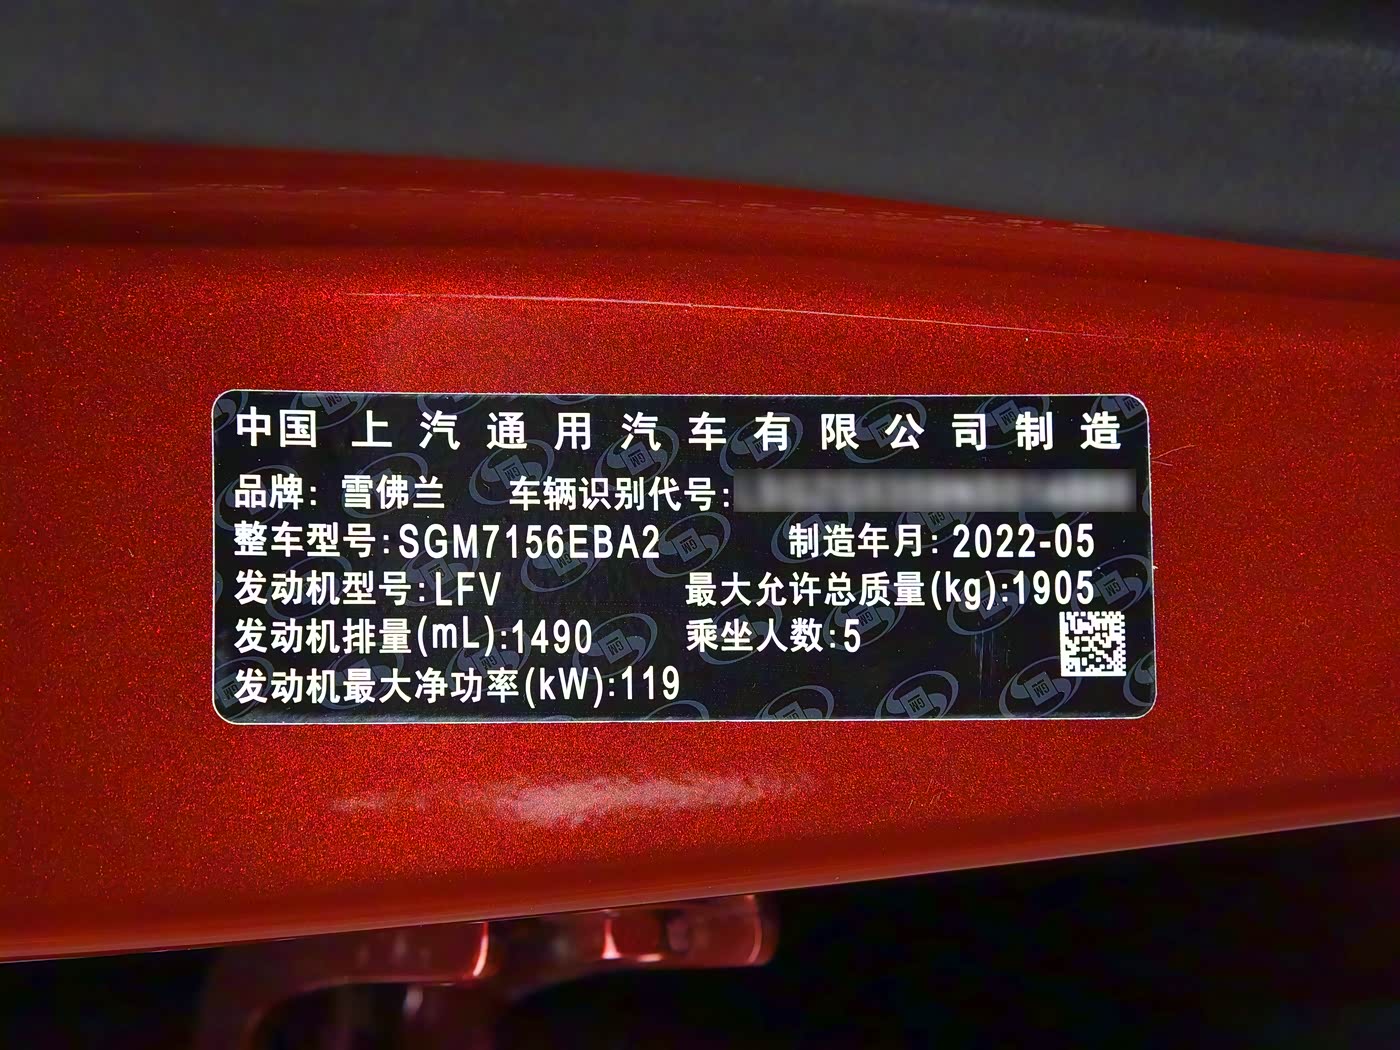 中国 上汽通用汽车有限公司制造
品牌: 雪佛兰 车辆识别代号:
整车型号:SGM7156EBA2 制造年月: 2022-05
发动机型号:LFV 最大允许总质量(kg):1905
发动机排量(mL):1490 乘坐人数:5
发动机最大净功率(kW):119